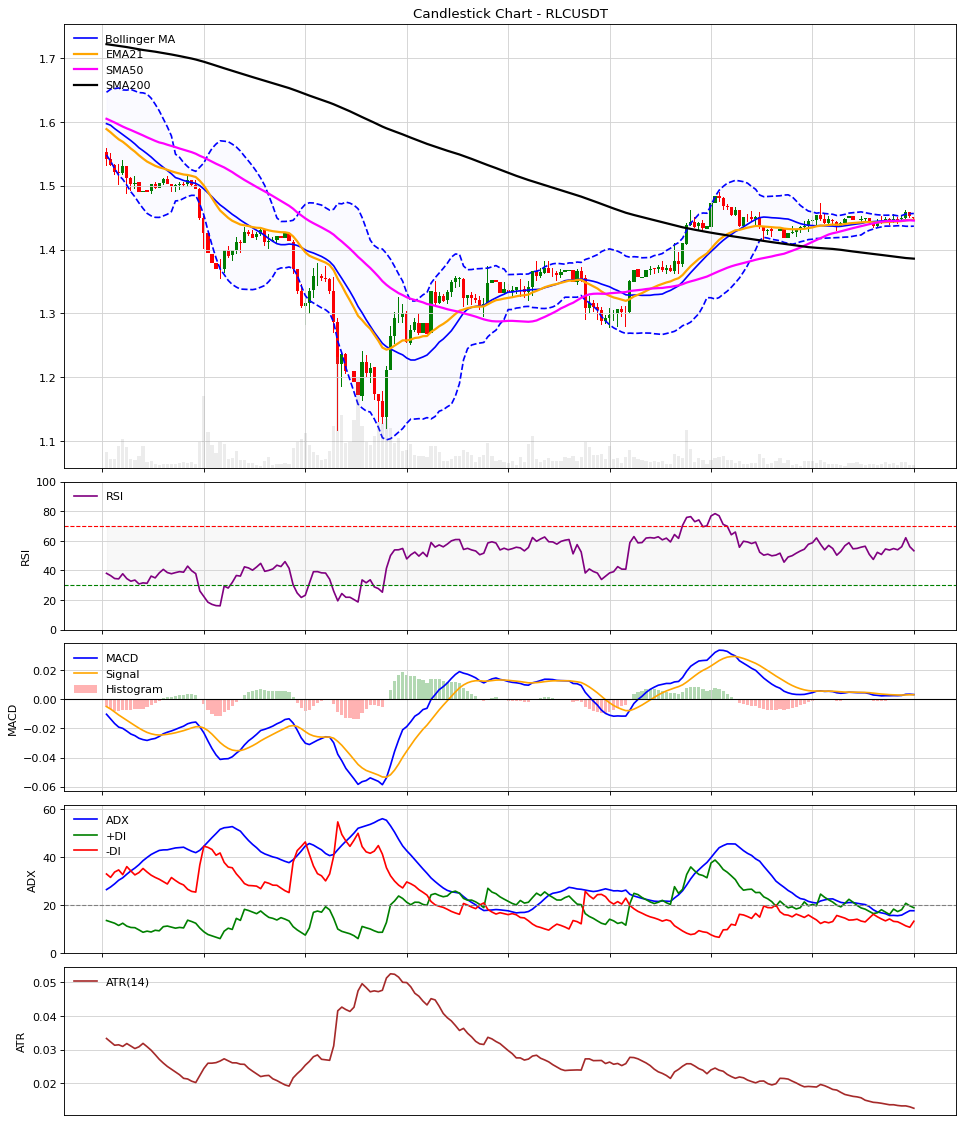 Candlestick Chart - RLCUSDT
Bollinger MA
EMA21
SMA50
SMA200
1.7
1.6
1.5
1.4
1.3
1.2
1.1
RSI
100
80
60
40
20
0
RSI
MACD
Signal
Histogram
0.02
0.00
−0.02
−0.04
−0.06
MACD
ADX
+DI
-DI
60
40
20
0
ADX
ATR(14)
0.05
0.04
0.03
0.02
ATR